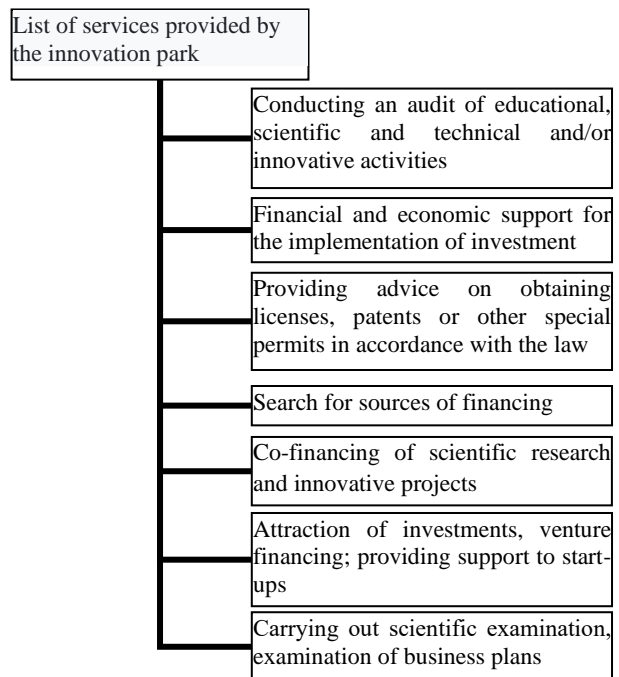 List of services provided by
the innovation park
Conducting an audit of educational,
scientific and technical and/or
innovative activities
Financial and economic support for
the implementation of investment
Providing advice on obtaining
licenses, patents or other special
permits in accordance with the law
Search for sources of financing
Co-financing of scientific research
and innovative projects
Attraction of investments, venture
financing; providing support to start-
ups
Carrying out scientific examination,
examination of business plans